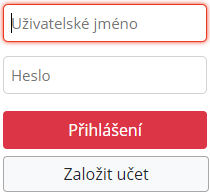 Uživatelské jméno
Heslo
Přihlášení
Založit učet